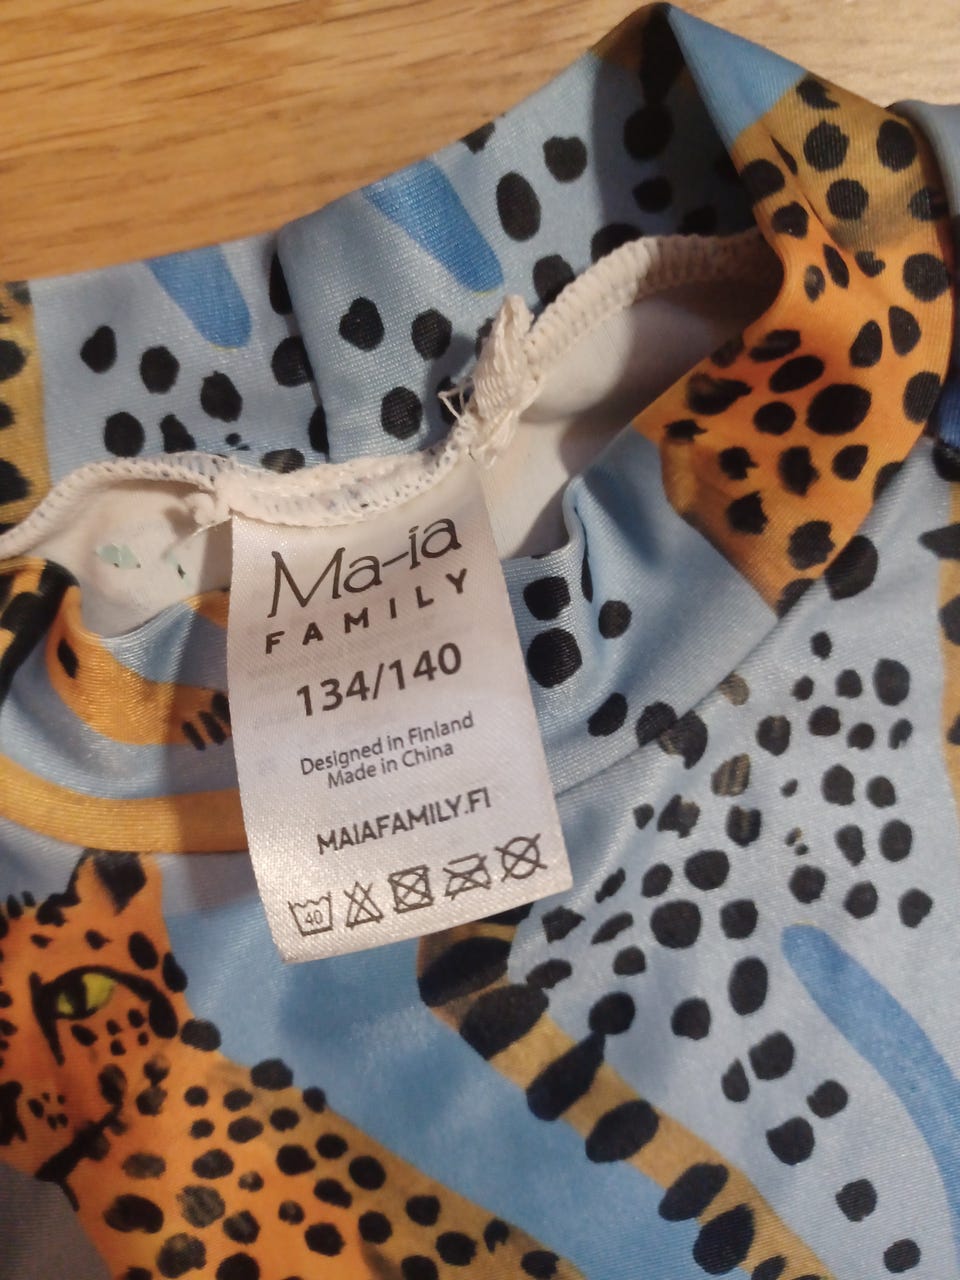 Ma-ia
FAMILY
134/140
Designed in Finland
Made in China
MAIAFAMILY.FI
40